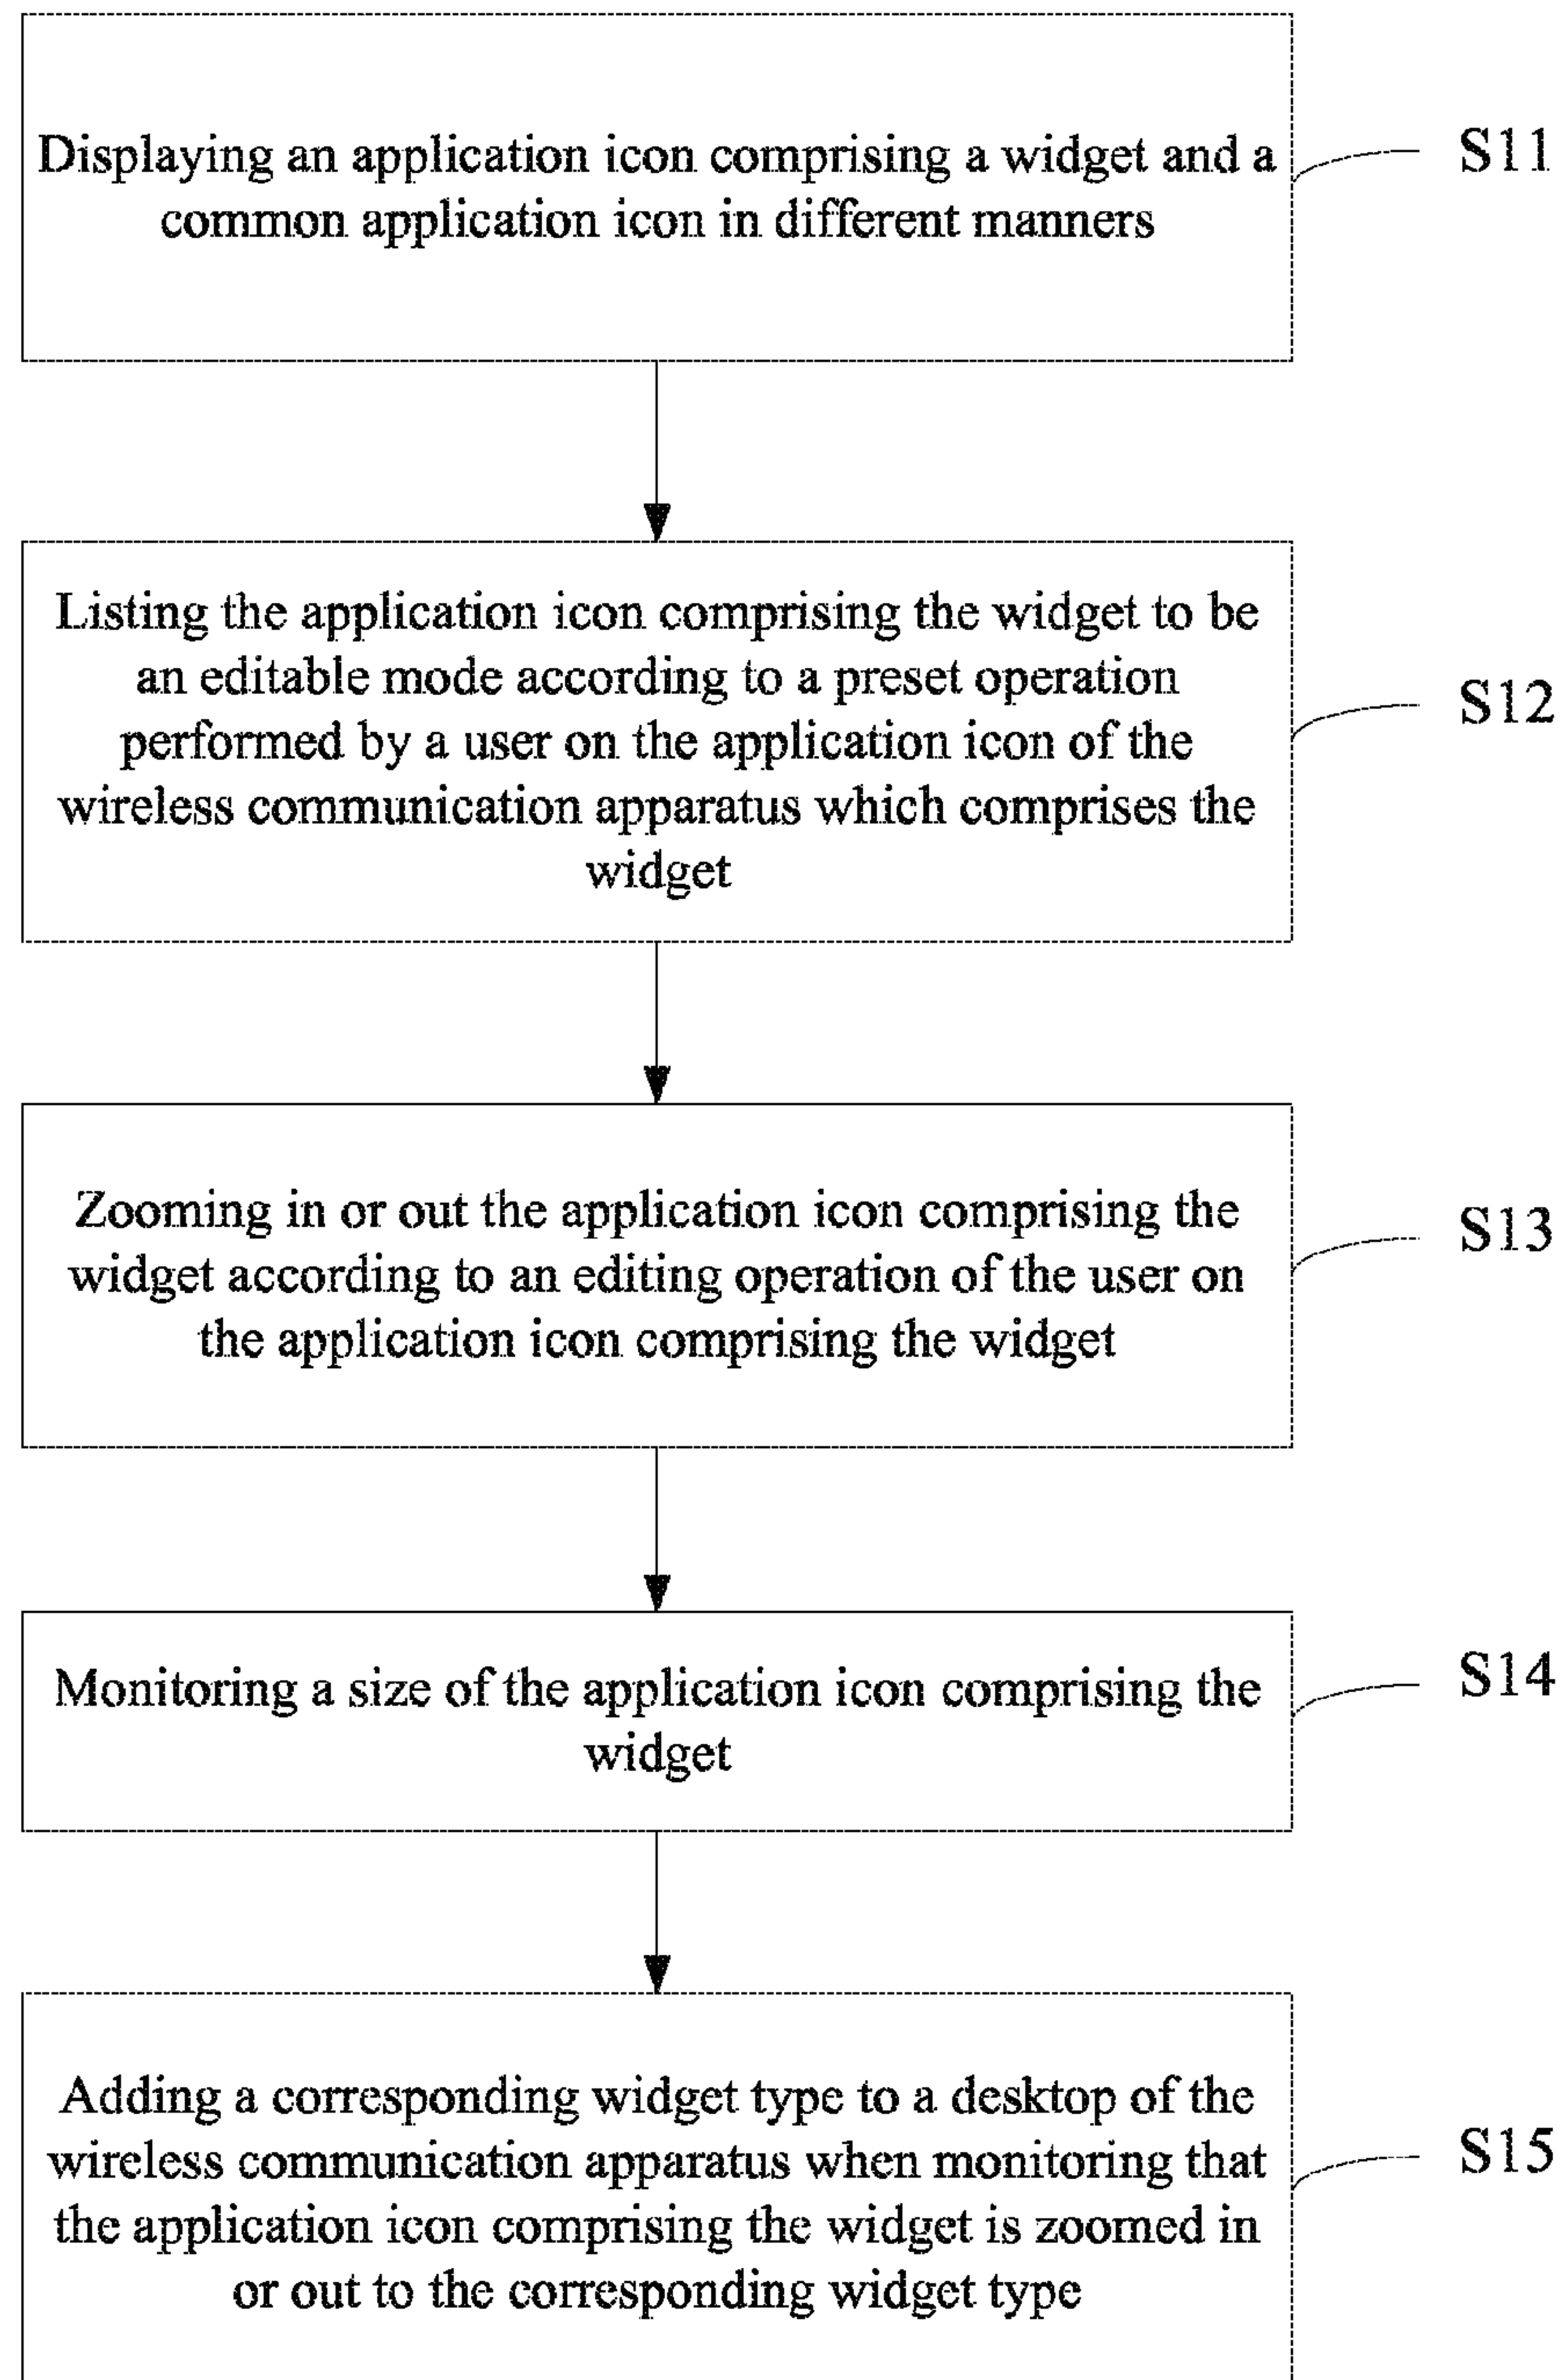 Displaying an application icon comprising a widget and a
common application icon in different manners
S11
Listing the application icon comprising the widget to be
an editable mode according to a preset operation
performed by a user on the application icon of the
wireless communication apparatus which comprises the
widget
S12
Zooming in or out the application icon comprising the
widget according to an editing operation of the user on
the application icon comprising the widget
S13
Monitoring a size of the application icon comprising the
widget
S14
Adding a corresponding widget type to a desktop of the
wireless communication apparatus when monitoring that
the application icon comprising the widget is zoomed in
or out to the corresponding widget type
S15